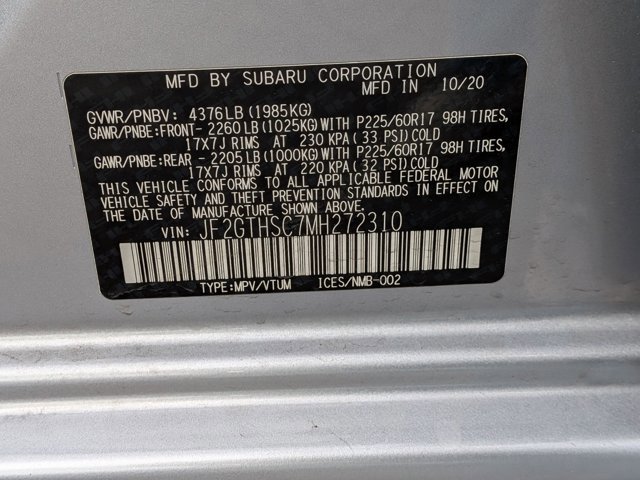 MFD BY SUBARU CORPORATION
MFD IN 10/20
GVWR/PNBV: 4376LB(1985KG)
GAWR/PNBE:FRONT- 2260LB(1025KG)WITH P225/60R17 98H TIRES,
17X7J RIMS AT 230 KPA(33 PSI)COLD
GAWR/PNBE:REAR - 2205LB(1000KG)WITH P225/60R17 98H TIRES,
17X7J RIMS AT 220 KPA(32 PSI)COLD
THIS VEHICLE CONFORMS TO ALL APPLICABLE FEDERAL MOTOR
VEHICLE SAFETY AND THEFT PREVENTION STANDARDS IN EFFECT ON
THE DATE OF MANUFACTURE SHOWN ABOVE.
VIN: JF2GTHSC7MH272310
TYPE:MPV/VTUM ICES/NMB-002